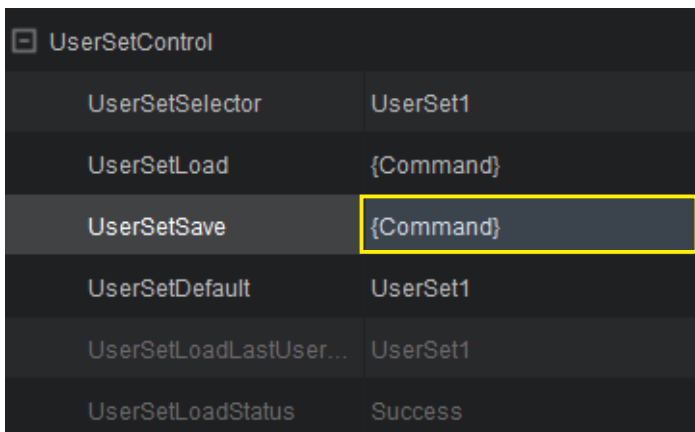 UserSetControl
UserSetSelector UserSet1
UserSetLoad {Command}
UserSetSave {Command}
UserSetDefault UserSet1
UserSetLoadLastUser... UserSet1
UserSetLoadStatus Success